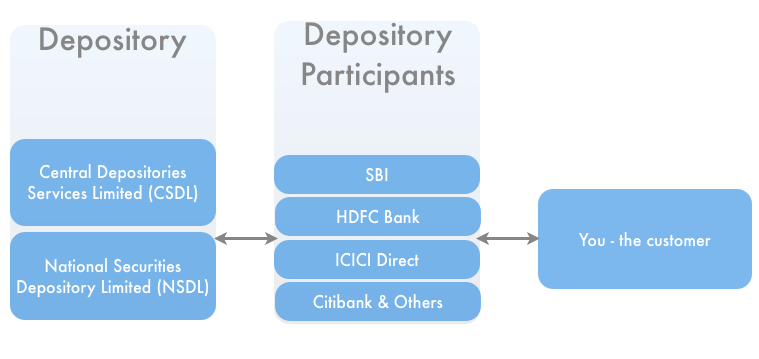 Depository
Central Depositories
Services Limited (CSDL)
National Securities
Depository Limited (NSDL)
Depository
Participants
SBI
HDFC Bank
ICICI Direct
Citibank & Others
You - the customer